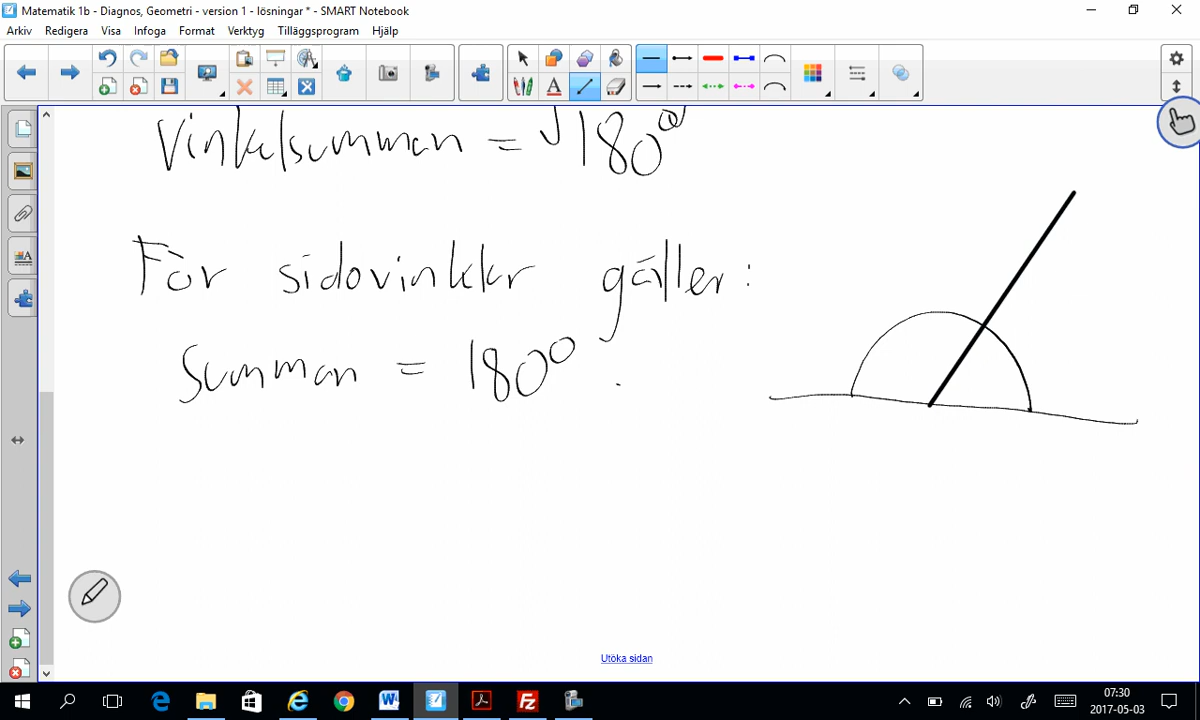 Matematik 1b - Diagnos, Geometri - version 1 - lösningar * - SMART Notebook
Arkiv Redigera Visa Infoga Format Verktyg Tilläggsprogram Hjälp
Vinkelsumman = 180°
För sidovinklar gäller:
Summan = 180°.
Utöka sidan
07:30
2017-05-03